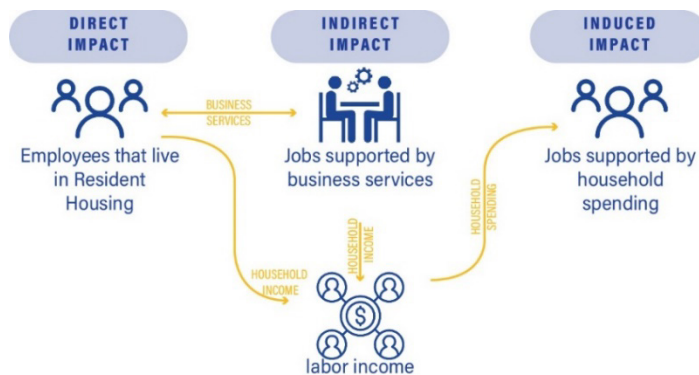 DIRECT
IMPACT
INDIRECT
IMPACT
INDUCED
IMPACT
BUSINESS
SERVICES
Employees that live
in Resident
Housing
Jobs supported by
business services
Jobs supported by
household
spending
HOUSEHOLD
INCOME
HOUSEHOLD
INCOME
HOUSEHOLD
SPENDING
$
labor income